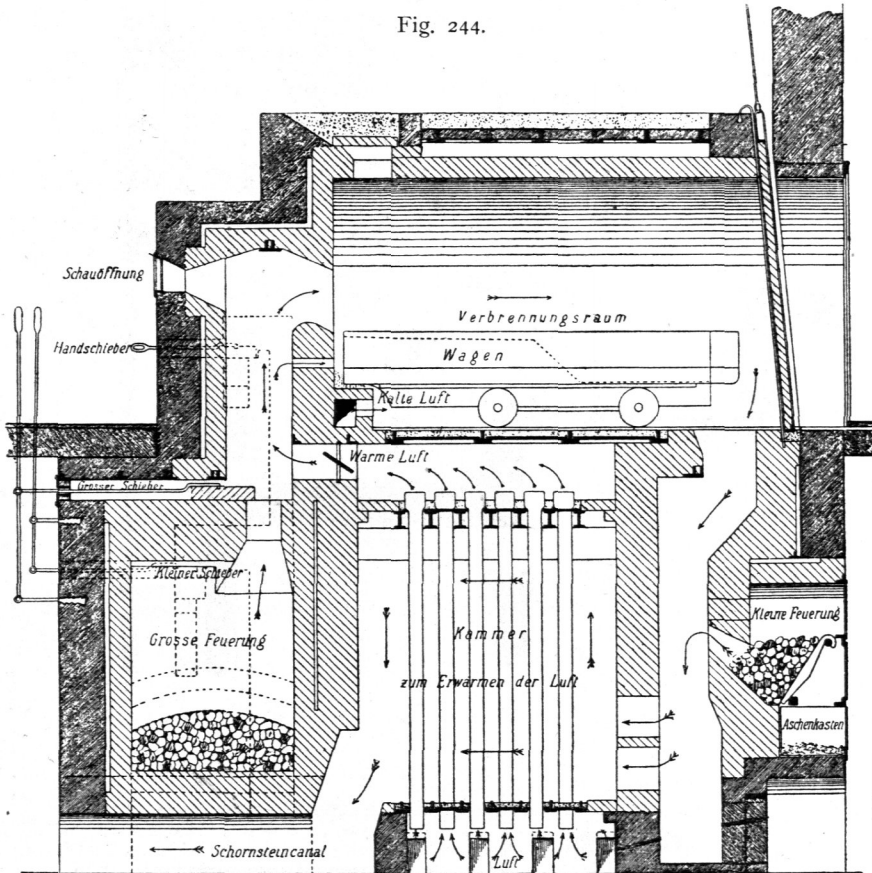 Fig. 244.
Schauöffnung
Verbrennungsraum
Handschieber
Wagen
Kalte Luft
Warme Luft
Grosser Schieber
Kleiner Schieber
Kleine Feuerung
Grosse Feuerung
Kammer
zum Erwärmen der Luft
Aschenkasten
Schornsteincanal
Luft